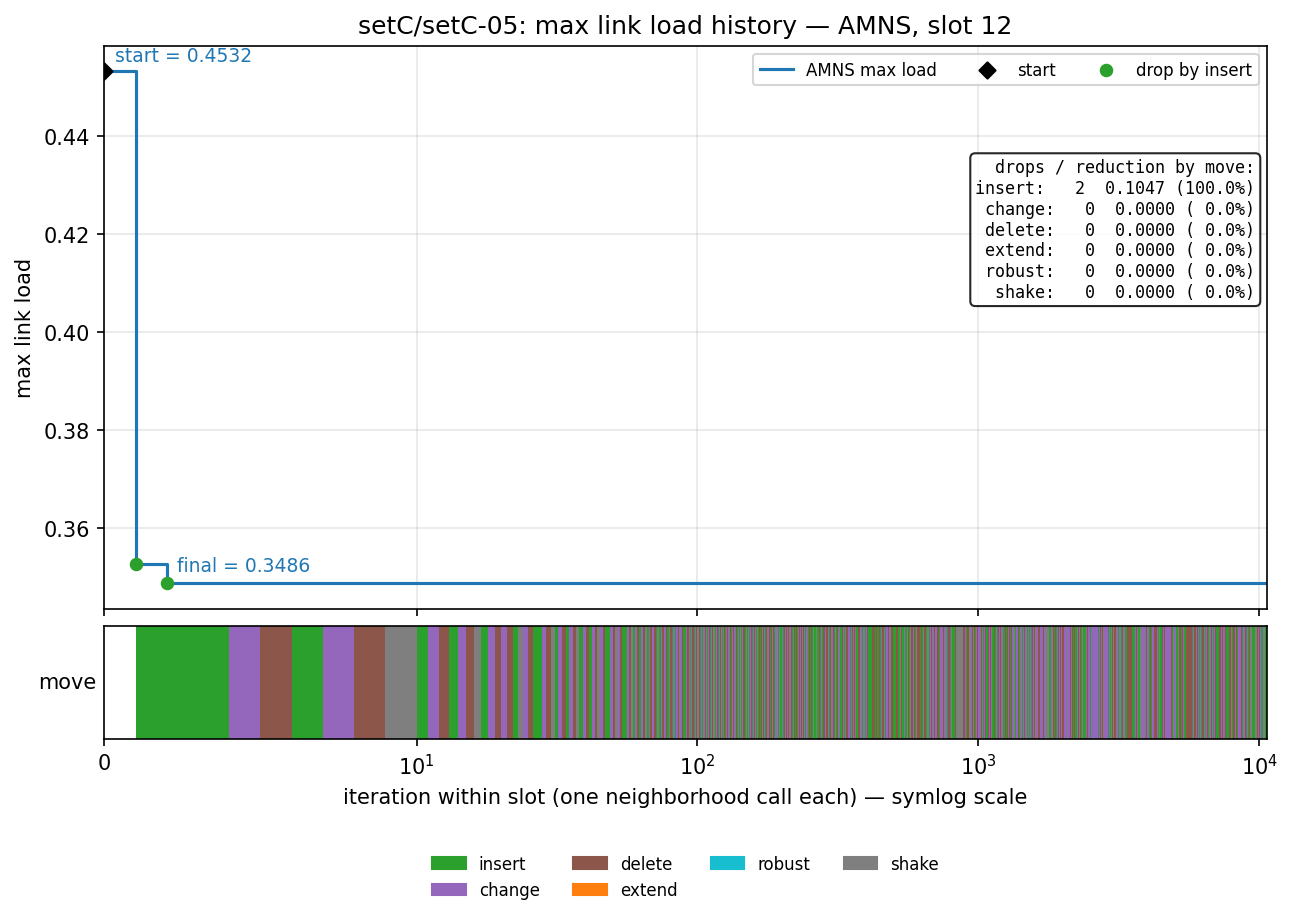 setC/setC-05: max link load history — AMNS, slot 12
start = 0.4532
AMNS max load
start
drop by insert
drops / reduction by move:
insert: 2 0.1047 (100.0%)
change: 0 0.0000 ( 0.0%)
delete: 0 0.0000 ( 0.0%)
extend: 0 0.0000 ( 0.0%)
robust: 0 0.0000 ( 0.0%)
shake: 0 0.0000 ( 0.0%)
0.44
0.42
0.40
0.38
0.36
max link load
final = 0.3486
move
0
10¹
10²
10³
10⁴
iteration within slot (one neighborhood call each) — symlog scale
insert
delete
robust
shake
change
extend